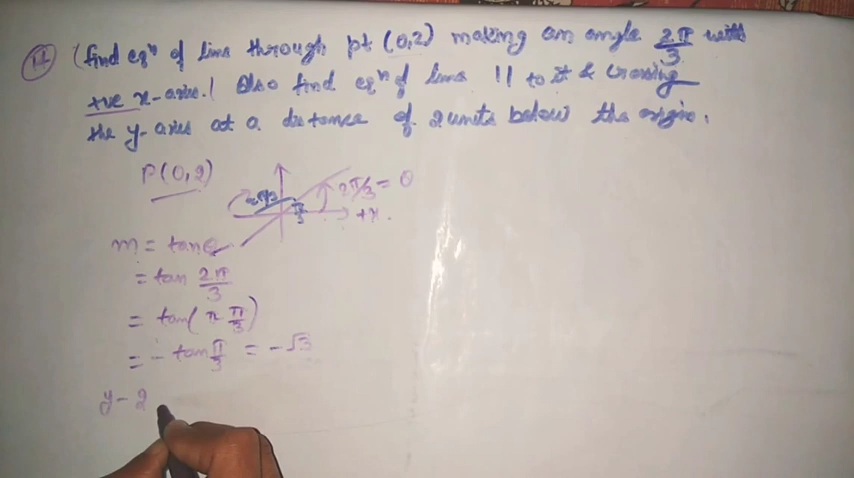 14 (find eqⁿ of line through pt (0,2) making an angle 2π/3 with
+ve x-axis.) Also find eqⁿ of line || to it & crossing
the y-axis at a distance of 2 units below the origin.
P(0,2)
2π/3 = θ
π/3
+x
m = tanθ
= tan 2π/3
= tan(π π/3)
= - tan π/3 = -√3
y - 2